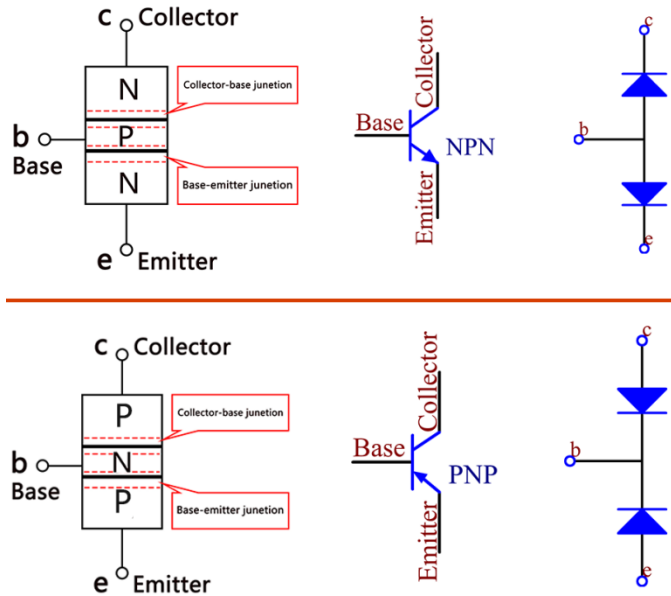 c Collector
N
Collector-base junetion
b
P
Base
N
Base-emitter junetion
e Emitter
Collector
Base
NPN
Emitter
c
b
e
c Collector
P
Collector-base junetion
b
N
Base
P
Base-emitter junetion
e Emitter
Collector
Base
PNP
Emitter
c
b
e